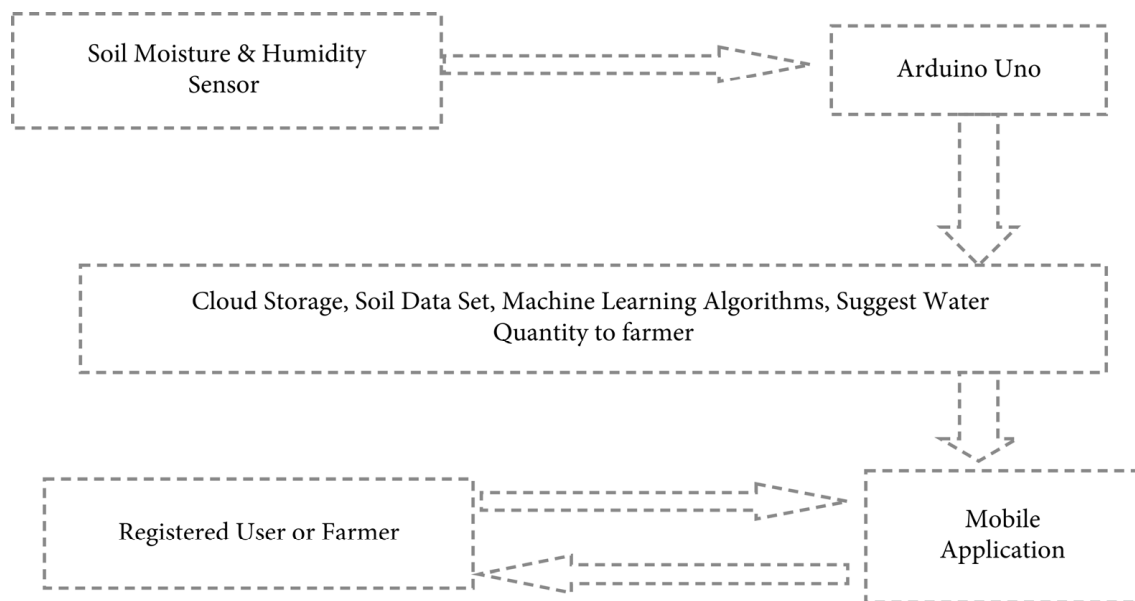 Soil Moisture & Humidity
Sensor
Arduino Uno
Cloud Storage, Soil Data Set, Machine Learning Algorithms, Suggest Water
Quantity to farmer
Registered User or Farmer
Mobile
Application